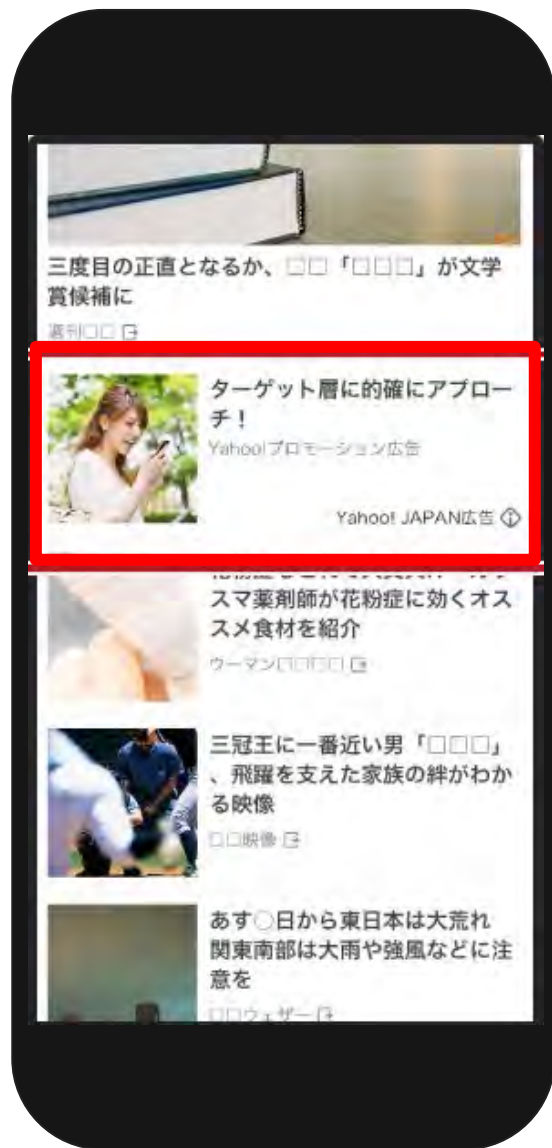 三度目の正直となるか、□□「□□□」が文学
賞候補に
週刊□□
ターゲット層に的確にアプロー
チ！
Yahoo!プロモーション広告
Yahoo! JAPAN広告
スマ薬剤師が花粉症に効くオス
スメ食材を紹介
ウーマン□□□□
三冠王に一番近い男「□□□」
、飛躍を支えた家族の絆がわか
る映像
□□映像
あす○日から東日本は大荒れ
関東南部は大雨や強風などに注
意を
□□ウェザー